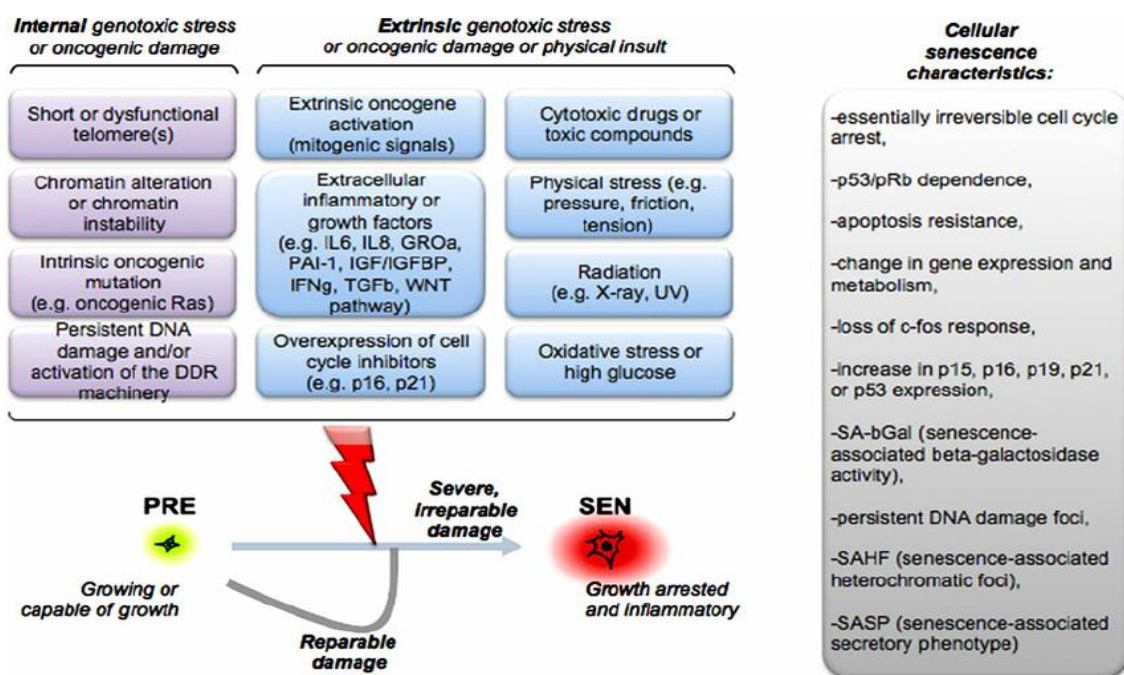 Internal genotoxic stress
or oncogenic damage
Extrinsic genotoxic stress
or oncogenic damage or physical insult
Short or dysfunctional
telomere(s)
Chromatin alteration
or chromatin
instability
Intrinsic oncogenic
mutation
(e.g. oncogenic Ras)
Persistent DNA
damage and/or
activation of the DDR
machinery
Extrinsic oncogene
activation
(mitogenic signals)
Extracellular
inflammatory or
growth factors
(e.g. IL6, IL8, GROa,
PAI-1, IGF/IGFBP,
IFNg, TGFb, WNT
pathway)
Overexpression of cell
cycle inhibitors
(e.g. p16, p21)
Cytotoxic drugs or
toxic compounds
Physical stress (e.g.
pressure, friction,
tension)
Radiation
(e.g. X-ray, UV)
Oxidative stress or
high glucose
PRE
Growing or
capable of growth
Severe,
irreparable
damage
Reparable
damage
SEN
Growth arrested
and inflammatory
Cellular
senescence
characteristics:
-essentially irreversible cell cycle
arrest,
-p53/pRb dependence,
-apoptosis resistance,
-change in gene expression and
metabolism,
-loss of c-fos response,
-increase in p15, p16, p19, p21,
or p53 expression,
-SA-bGal (senescence-
associated beta-galactosidase
activity),
-persistent DNA damage foci,
-SAHF (senescence-associated
heterochromatic foci),
-SASP (senescence-associated
secretory phenotype)